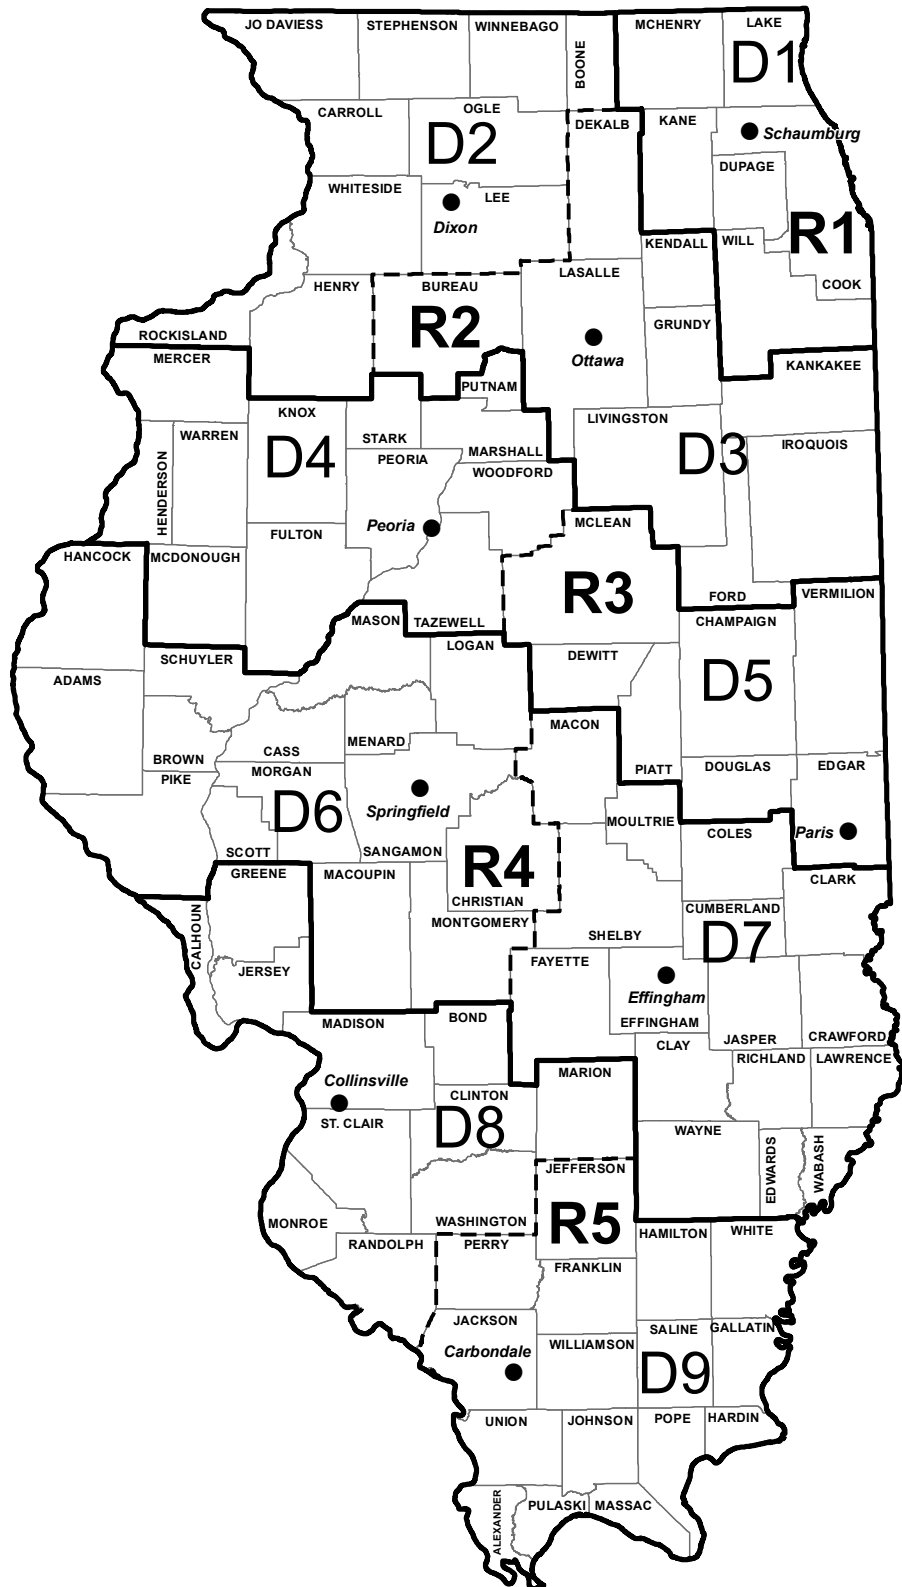 JO DAVIESS
STEPHENSON
WINNEBAGO
BOONE
MCHENRY
LAKE
D1
CARROLL
OGLE
D2
DEKALB
KANE
Schaumburg
DUPAGE
WHITESIDE
LEE
Dixon
R1
KENDALL
WILL
COOK
HENRY
BUREAU
LASALLE
R2
GRUNDY
ROCKISLAND
Ottawa
MERCER
KANKAKEE
PUTNAM
KNOX
LIVINGSTON
WARREN
STARK
D4
D3
IROQUOIS
PEORIA
MARSHALL
WOODFORD
HENDERSON
Peoria
MCLEAN
FULTON
HANCOCK
MCDONOUGH
R3
FORD
VERMILION
MASON
TAZEWELL
CHAMPAIGN
LOGAN
DEWITT
SCHUYLER
ADAMS
D5
MACON
MENARD
CASS
BROWN
PIKE
MORGAN
PIATT
DOUGLAS
EDGAR
D6
Springfield
MOULTRIE
COLES
Paris
SCOTT
SANGAMON
R4
GREENE
MACOUPIN
CLARK
CHRISTIAN
CUMBERLAND
MONTGOMERY
CALHOUN
SHELBY
D7
FAYETTE
JERSEY
Effingham
MADISON
BOND
EFFINGHAM
JASPER
CRAWFORD
CLAY
RICHLAND
LAWRENCE
MARION
Collinsville
CLINTON
ST. CLAIR
D8
WAYNE
EDWARDS
WABASH
JEFFERSON
MONROE
WASHINGTON
R5
HAMILTON
WHITE
RANDOLPH
PERRY
FRANKLIN
JACKSON
SALINE
GALLATIN
WILLIAMSON
Carbondale
D9
UNION
JOHNSON
POPE
HARDIN
ALEXANDER
PULASKI
MASSAC